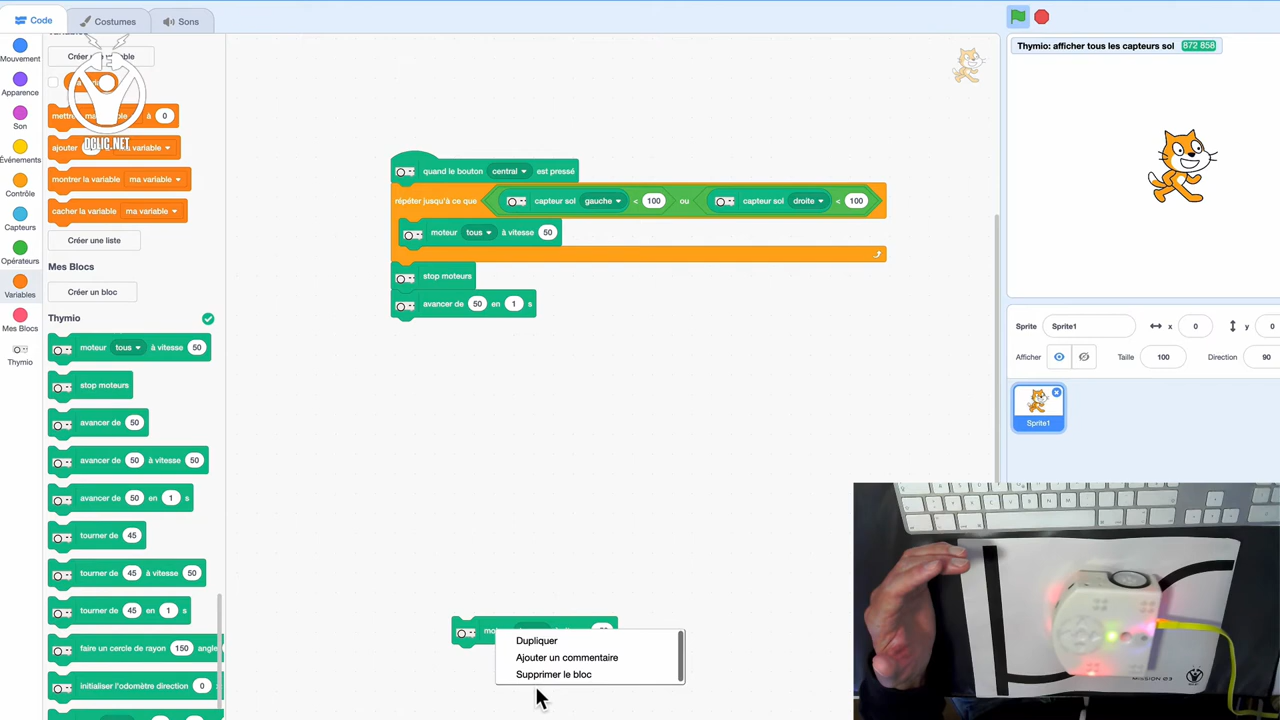 Code
Costumes
Sons
Mouvement
Apparence
Son
Événements
Contrôle
Capteurs
Opérateurs
Variables
Mes Blocs
Thymio
DCLIC.NET
à 0
ajouter
montrer la variable ma variable
cacher la variable ma variable
Créer une liste
Mes Blocs
Créer un bloc
Thymio
moteur tous à vitesse 50
stop moteurs
avancer de 50
avancer de 50 à vitesse 50
avancer de 50 en 1 s
tourner de 45
tourner de 45 à vitesse 50
tourner de 45 en 1 s
faire un cercle de rayon 150
initialiser l'odomètre direction 0
quand le bouton central est pressé
répéter jusqu'à ce que capteur sol gauche < 100 ou capteur sol droite < 100
moteur tous à vitesse 50
stop moteurs
avancer de 50 en 1 s
Dupliquer
Ajouter un commentaire
Supprimer le bloc
Thymio: afficher tous les capteurs sol 872 858
Sprite Sprite1 x 0 y 0
Afficher Taille 100 Direction 90
Sprite1
MISSION 03